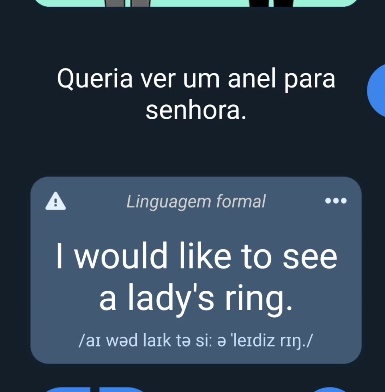 Queria ver um anel para
senhora.
Linguagem formal
I would like to see
a lady's ring.
/aɪ wəd laɪk tə siː ə ˈleɪdiz rɪŋ./